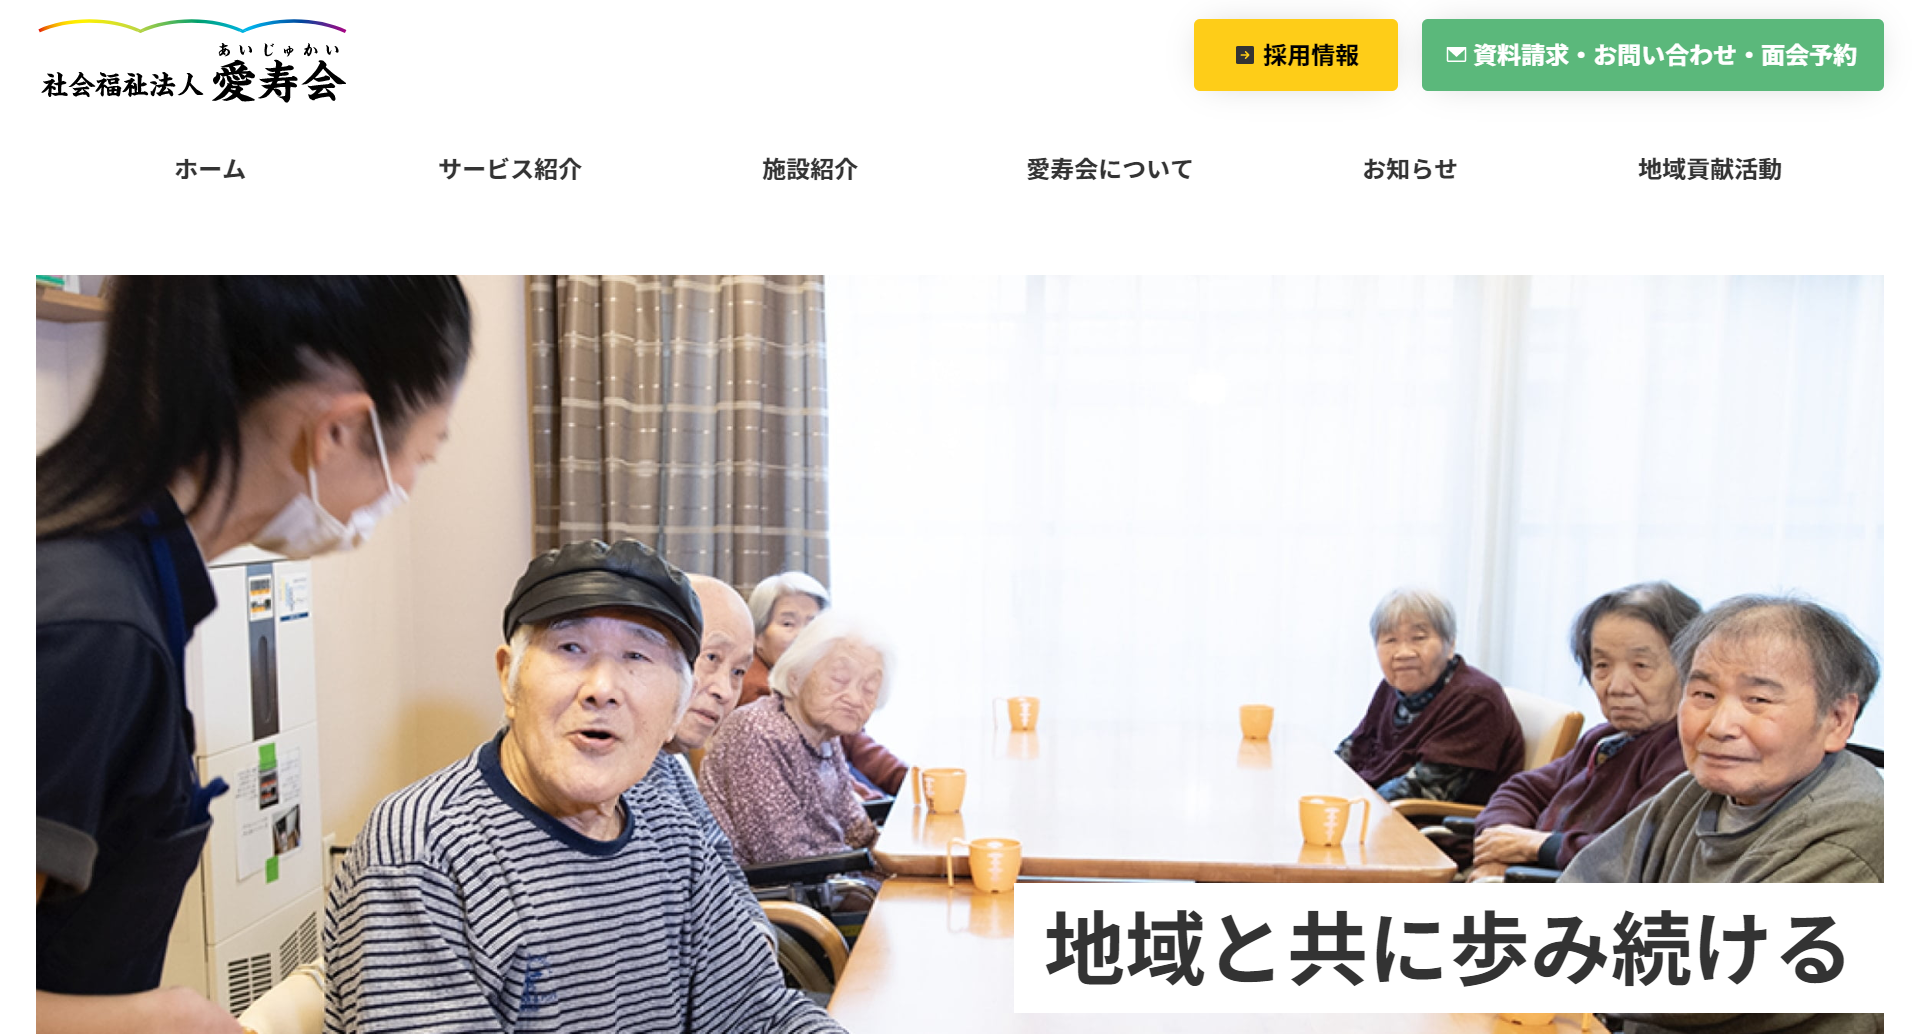 あいじゅかい
社会福祉法人 愛寿会
採用情報
資料請求・お問い合わせ・面会予約
ホーム
サービス紹介
施設紹介
愛寿会について
お知らせ
地域貢献活動
地域と共に歩み続ける